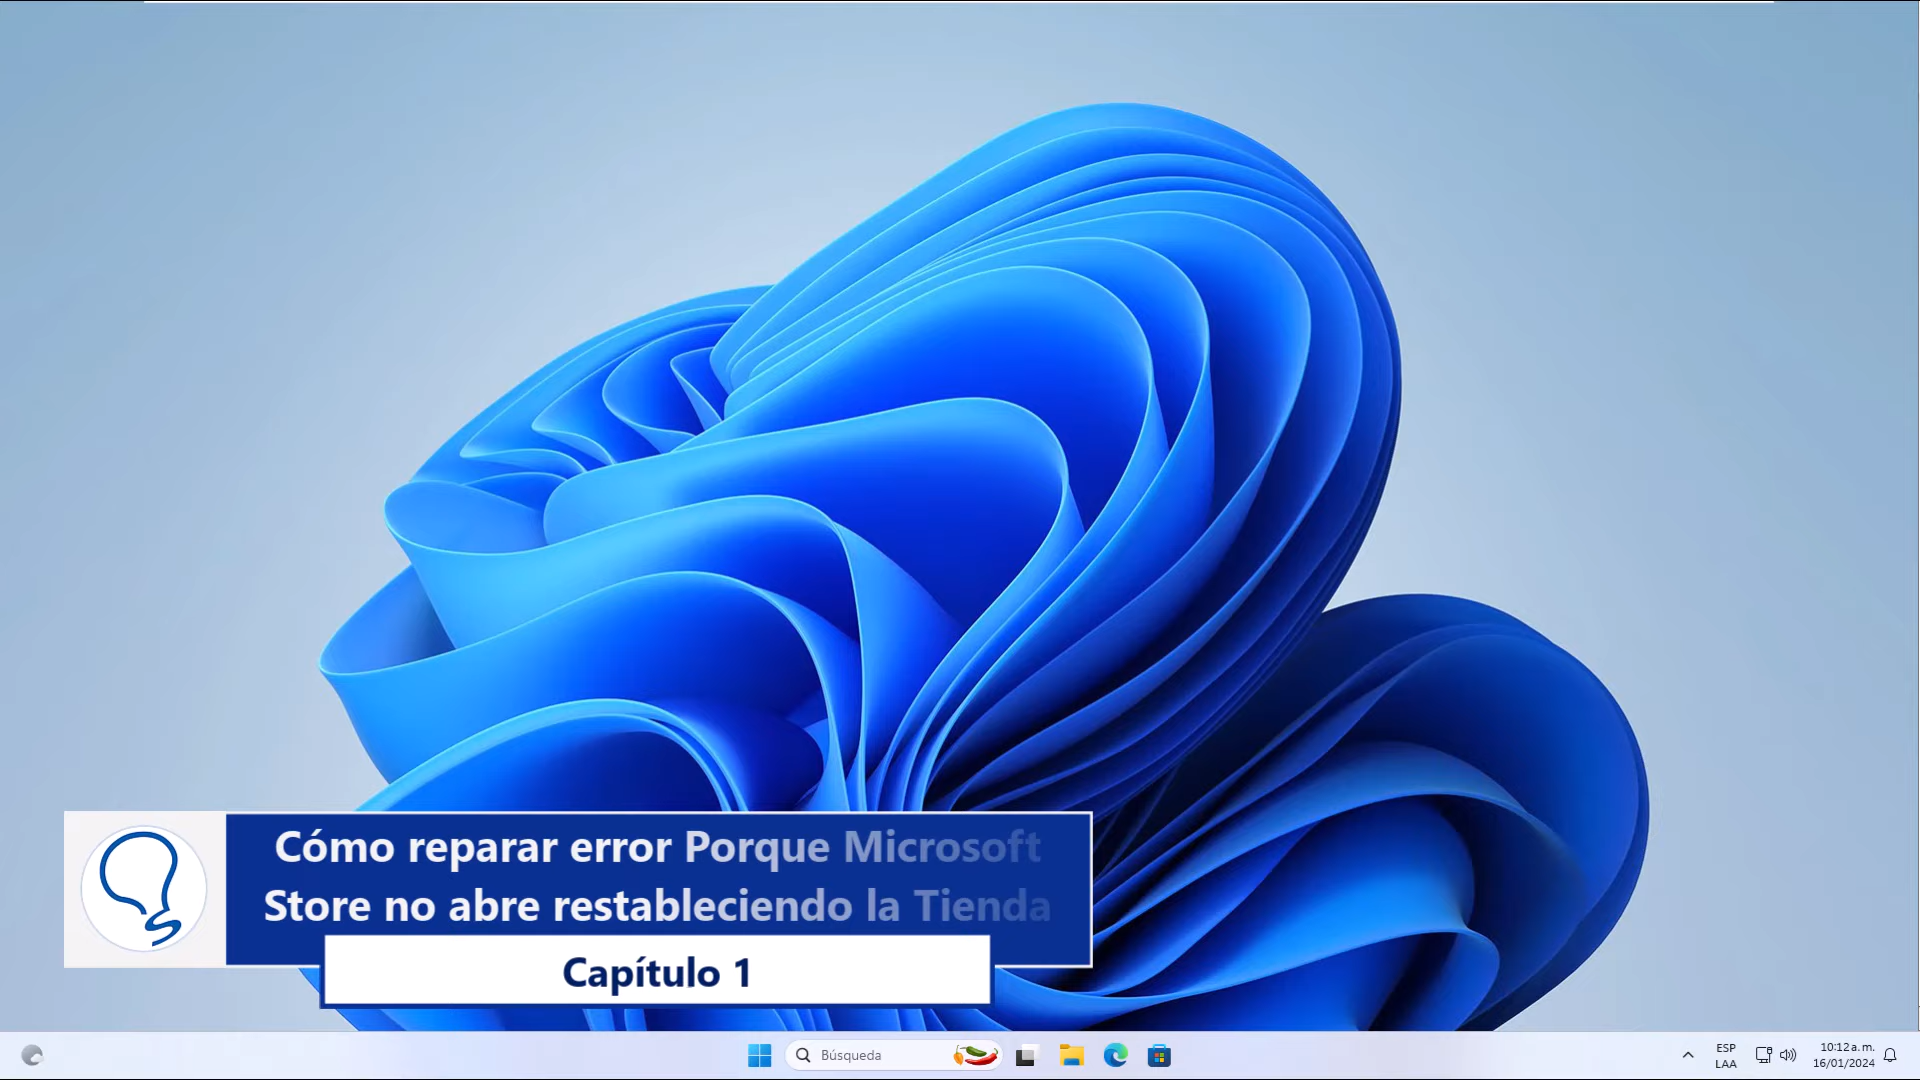 Cómo reparar error Porque Microsoft
Store no abre restableciendo la Tienda
Capítulo 1
Búsqueda
ESP
LAA
10:12 a. m.
16/01/2024